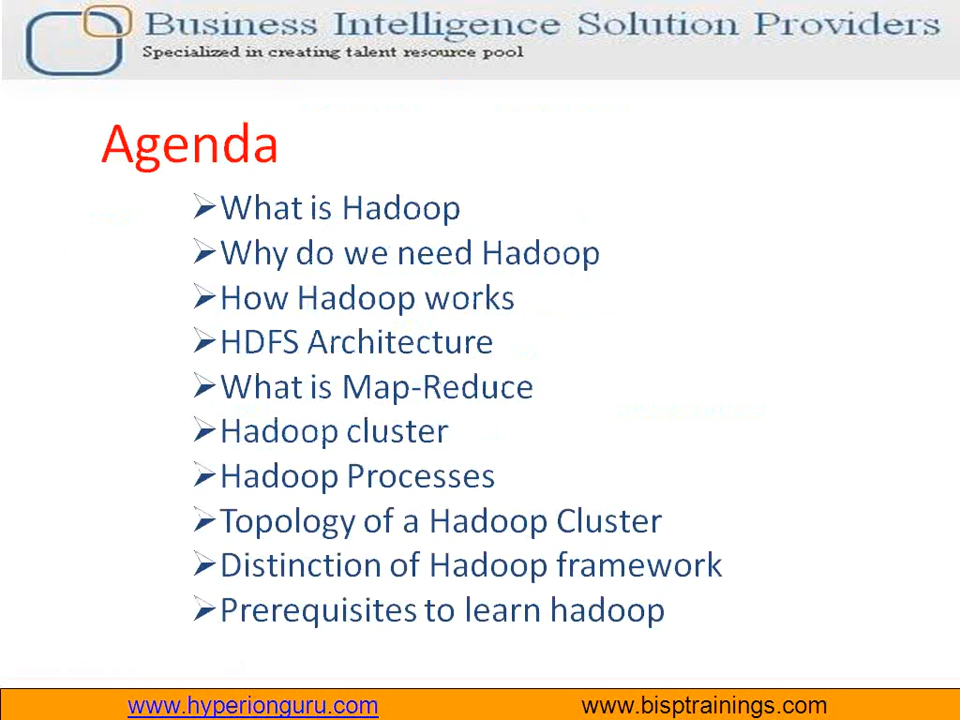 Business Intelligence Solution Providers
Specialized in creating talent resource pool
Agenda
➢What is Hadoop
➢Why do we need Hadoop
➢How Hadoop works
➢HDFS Architecture
➢What is Map-Reduce
➢Hadoop cluster
➢Hadoop Processes
➢Topology of a Hadoop Cluster
➢Distinction of Hadoop framework
➢Prerequisites to learn hadoop
www.hyperionguru.com www.bisptrainings.com